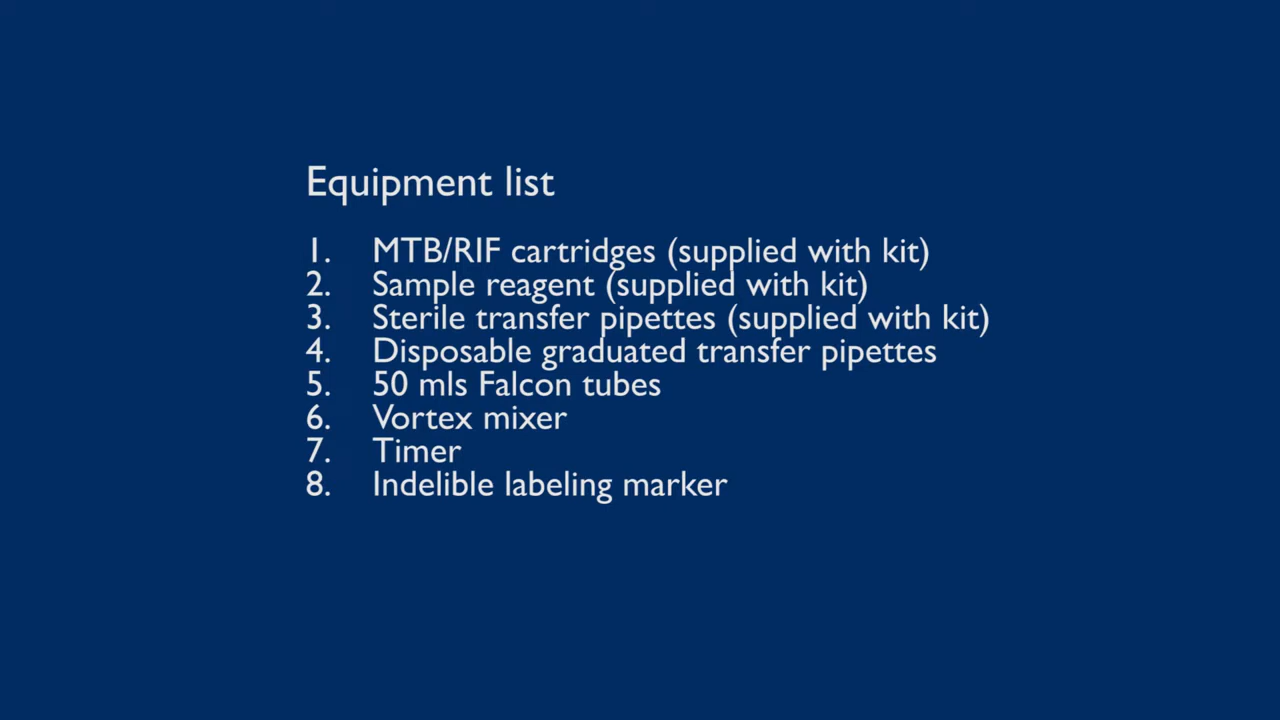 Equipment list
1. MTB/RIF cartridges (supplied with kit)
2. Sample reagent (supplied with kit)
3. Sterile transfer pipettes (supplied with kit)
4. Disposable graduated transfer pipettes
5. 50 mls Falcon tubes
6. Vortex mixer
7. Timer
8. Indelible labeling marker